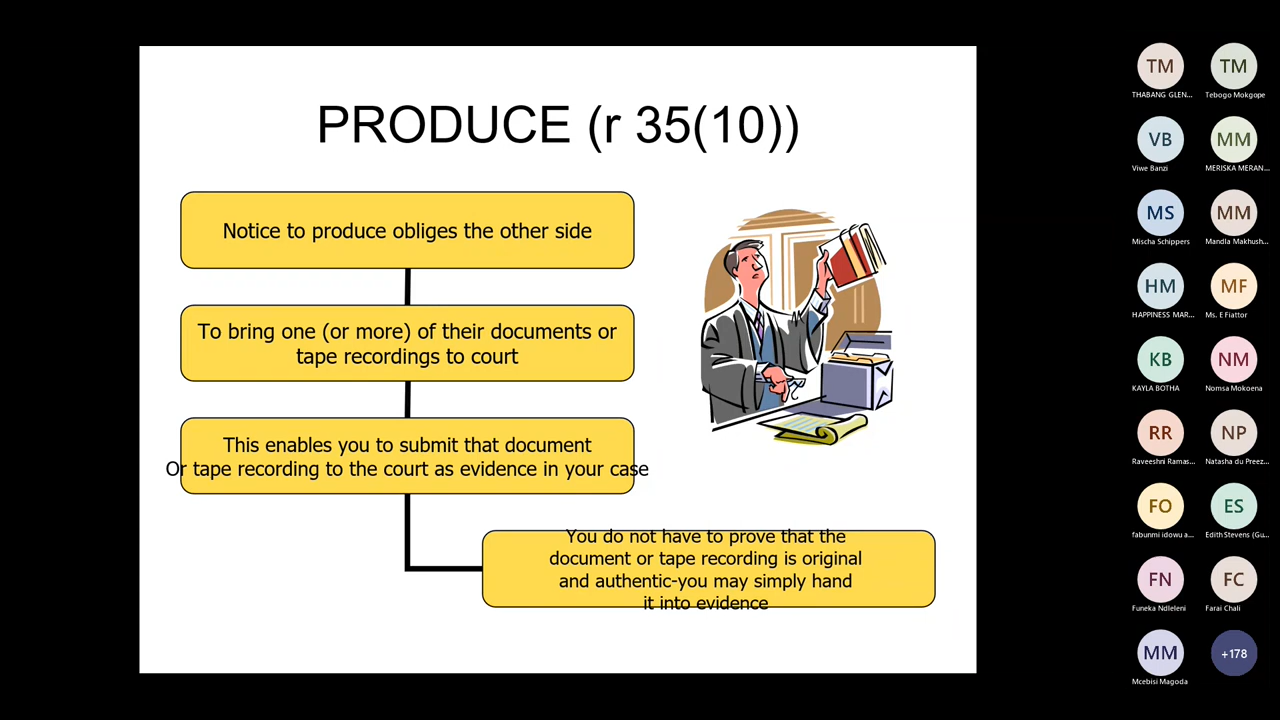 PRODUCE (r 35(10))
Notice to produce obliges the other side
To bring one (or more) of their documents or
tape recordings to court
This enables you to submit that document
Or tape recording to the court as evidence in your case
You do not have to prove that the
document or tape recording is original
and authentic-you may simply hand
it into evidence
TM
TM
THABANG GLEN...
Tebogo Mokgope
VB
MM
Viwe Banzi
MERISKA MERAN...
MS
MM
Mischa Schippers
Mandla Makhush...
HM
MF
HAPPINESS MAR...
Ms. E Fiattor
KB
NM
KAYLA BOTHA
Nomsa Mokoena
RR
NP
Raveeshni Ramas...
Natasha du Preez...
FO
ES
fabunmi idowu a...
Edith Stevens (Gu...
FN
FC
Funeka Ndleleni
Farai Chali
MM
+178
Mcebisi Magoda